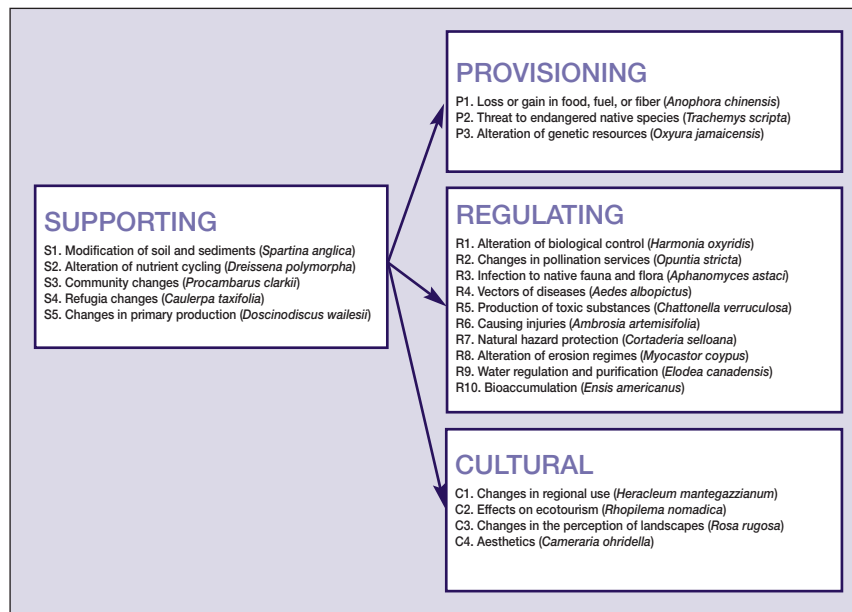 PROVISIONING
P1. Loss or gain in food, fuel, or fiber (Anophora chinensis)
P2. Threat to endangered native species (Trachemys scripta)
P3. Alteration of genetic resources (Oxyura jamaicensis)
SUPPORTING
S1. Modification of soil and sediments (Spartina anglica)
S2. Alteration of nutrient cycling (Dreissena polymorpha)
S3. Community changes (Procambarus clarkii)
S4. Refugia changes (Caulerpa taxifolia)
S5. Changes in primary production (Doscinodiscus wailesii)
REGULATING
R1. Alteration of biological control (Harmonia oxyridis)
R2. Changes in pollination services (Opuntia stricta)
R3. Infection to native fauna and flora (Aphanomyces astaci)
R4. Vectors of diseases (Aedes albopictus)
R5. Production of toxic substances (Chattonella verruculosa)
R6. Causing injuries (Ambrosia artemisifolia)
R7. Natural hazard protection (Cortaderia selloana)
R8. Alteration of erosion regimes (Myocastor coypus)
R9. Water regulation and purification (Elodea canadensis)
R10. Bioaccumulation (Ensis americanus)
CULTURAL
C1. Changes in regional use (Heracleum mantegazzianum)
C2. Effects on ecotourism (Rhopilema nomadica)
C3. Changes in the perception of landscapes (Rosa rugosa)
C4. Aesthetics (Cameraria ohridella)